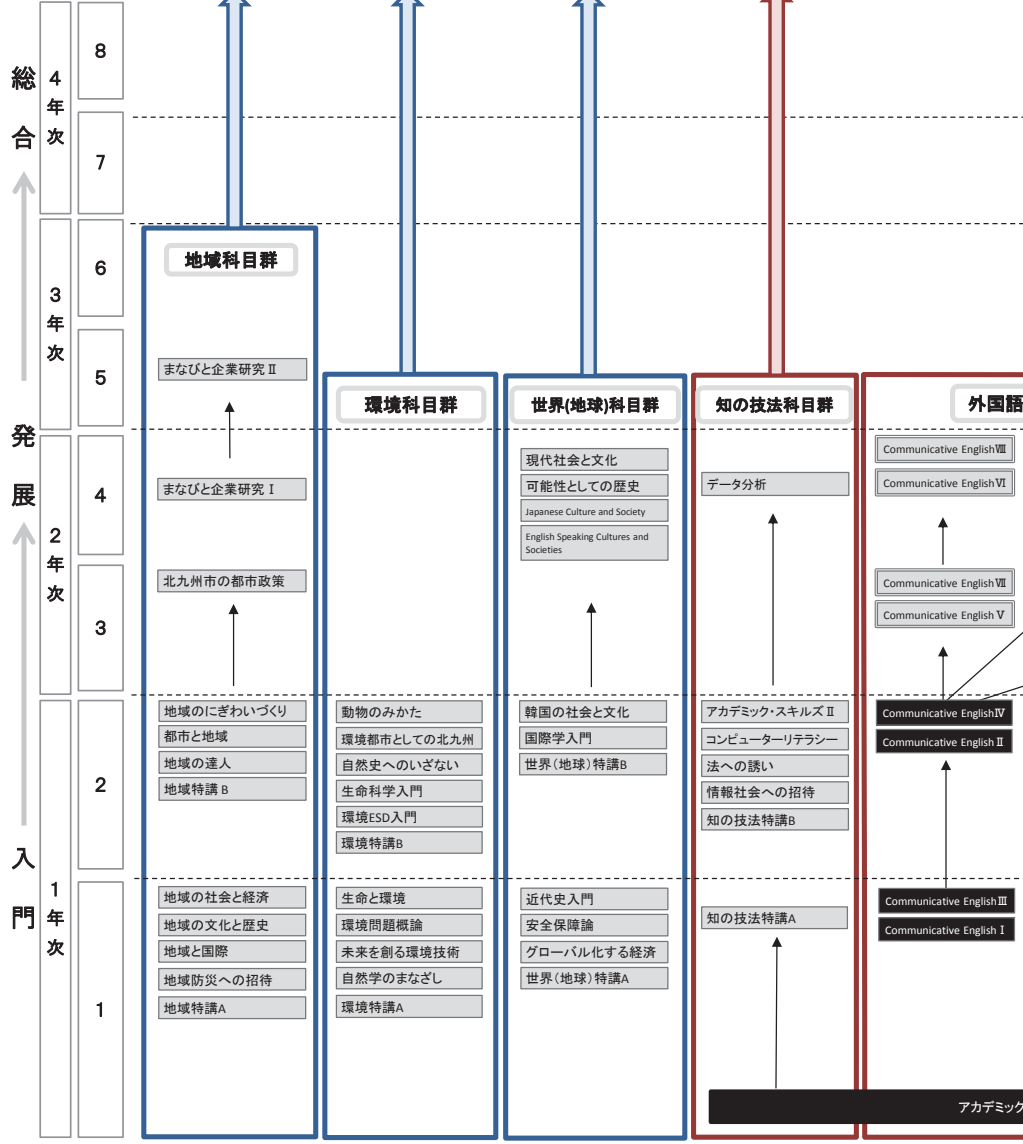 総合
発展
入門
4年次
3年次
2年次
1年次
8
7
6
5
4
3
2
1
地域科目群
まなびと企業研究Ⅱ
まなびと企業研究Ⅰ
北九州市の都市政策
地域のにぎわいづくり
都市と地域
地域の達人
地域特講B
地域の社会と経済
地域の文化と歴史
地域と国際
地域防災への招待
地域特講A
環境科目群
動物のみかた
環境都市としての北九州
自然史へのいざない
生命科学入門
環境ESD入門
環境特講B
生命と環境
環境問題概論
未来を創る環境技術
自然学のまなざし
環境特講A
世界(地球)科目群
現代社会と文化
可能性としての歴史
Japanese Culture and Society
English Speaking Cultures and
Societies
韓国の社会と文化
国際学入門
世界(地球)特講B
近代史入門
安全保障論
グローバル化する経済
世界(地球)特講A
知の技法科目群
データ分析
アカデミック・スキルズⅡ
コンピューターリテラシー
法への誘い
情報社会への招待
知の技法特講B
知の技法特講A
外国語
Communicative EnglishⅧ
Communicative EnglishⅥ
Communicative EnglishⅦ
Communicative EnglishⅤ
Communicative EnglishⅣ
Communicative EnglishⅡ
Communicative EnglishⅢ
Communicative EnglishⅠ
アカデミック